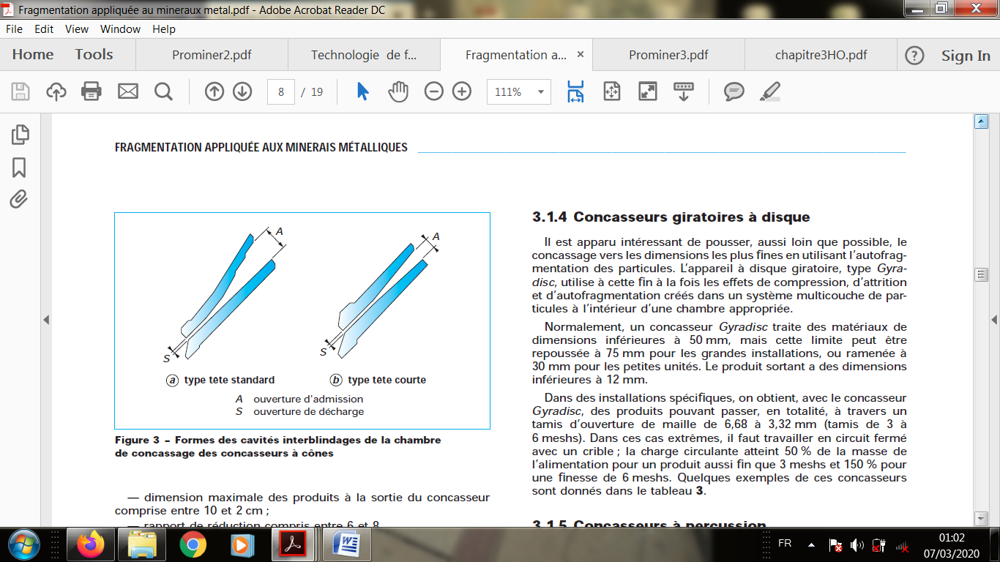 Fragmentation appliquée au mineraux metal.pdf - Adobe Acrobat Reader DC
File Edit View Window Help
Home Tools Prominer2.pdf Technologie de f... Fragmentation a... × Prominer3.pdf chapitre3HO.pdf ? Sign In
8 / 19 111%
FRAGMENTATION APPLIQUÉE AUX MINERAIS MÉTALLIQUES
A
S
A
S
a type tête standard
b type tête courte
A ouverture d'admission
S ouverture de décharge
Figure 3 – Formes des cavités interblindages de la chambre
de concassage des concasseurs à cônes
— dimension maximale des produits à la sortie du concasseur
comprise entre 10 et 2 cm ;
— rapport de réduction compris entre 6 et 8
3.1.4 Concasseurs giratoires à disque
Il est apparu intéressant de pousser, aussi loin que possible, le
concassage vers les dimensions les plus fines en utilisant l'autofrag-
mentation des particules. L'appareil à disque giratoire, type Gyra-
disc, utilise à cette fin à la fois les effets de compression, d'attrition
et d'autofragmentation créés dans un système multicouche de par-
ticules à l'intérieur d'une chambre appropriée.
Normalement, un concasseur Gyradisc traite des matériaux de
dimensions inférieures à 50 mm, mais cette limite peut être
repoussée à 75 mm pour les grandes installations, ou ramenée à
30 mm pour les petites unités. Le produit sortant a des dimensions
inférieures à 12 mm.
Dans des installations spécifiques, on obtient, avec le concasseur
Gyradisc, des produits pouvant passer, en totalité, à travers un
tamis d'ouverture de maille de 6,68 à 3,32 mm (tamis de 3 à
6 meshs). Dans ces cas extrêmes, il faut travailler en circuit fermé
avec un crible ; la charge circulante atteint 50 % de la masse de
l'alimentation pour un produit aussi fin que 3 meshs et 150 % pour
une finesse de 6 meshs. Quelques exemples de ces concasseurs
sont donnés dans le tableau 3.
3.1.5 Concasseurs à percussion
FR
01:02
07/03/2020